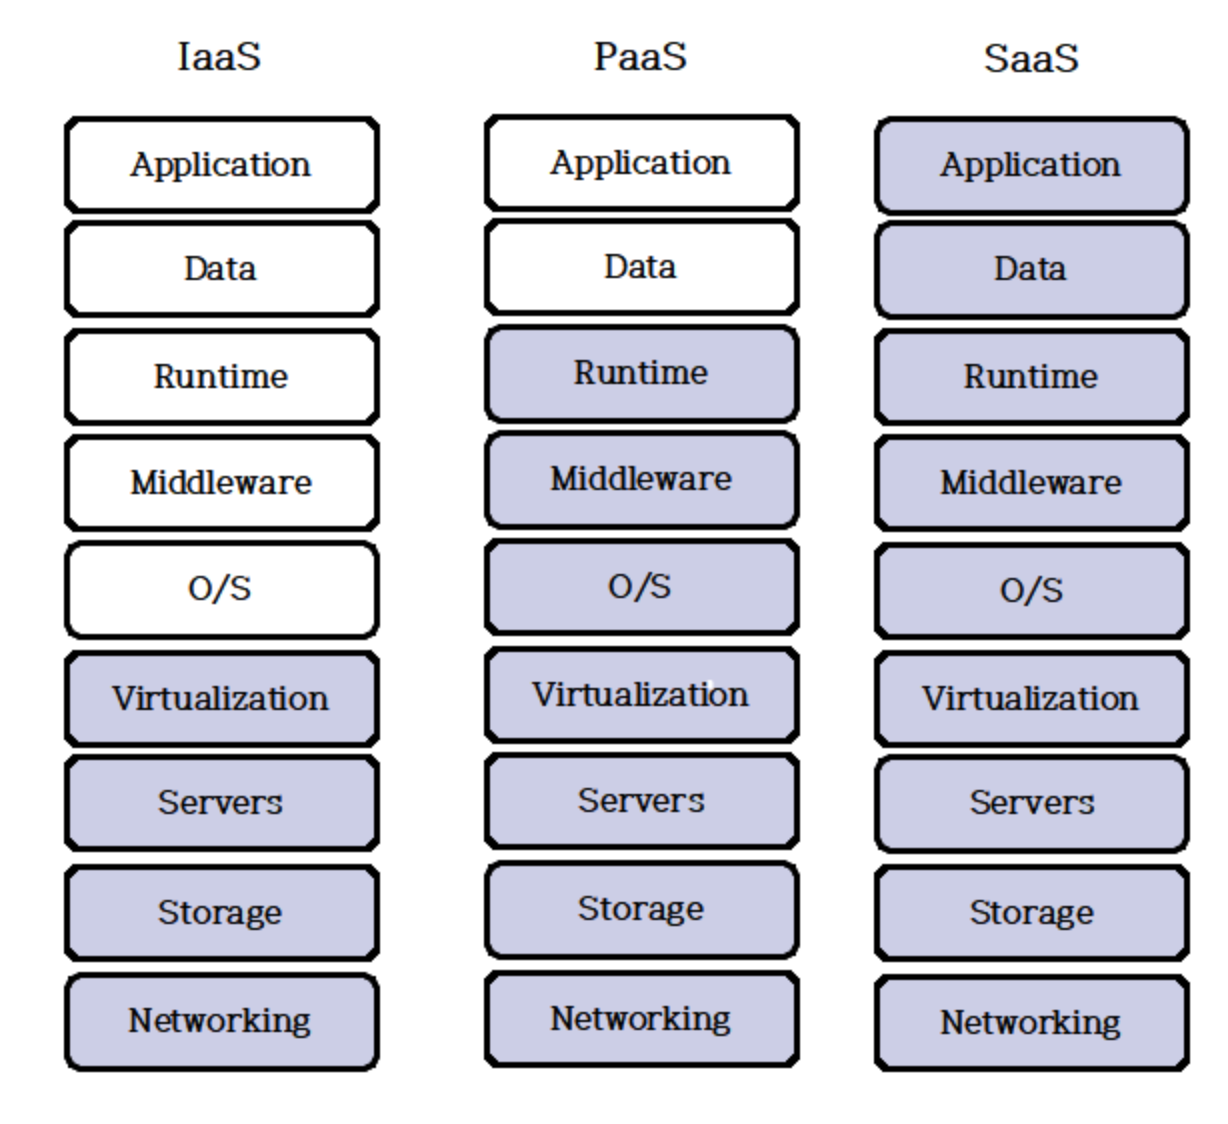 IaaS
Application
Data
Runtime
Middleware
O/S
Virtualization
Servers
Storage
Networking
PaaS
Application
Data
Runtime
Middleware
O/S
Virtualization
Servers
Storage
Networking
SaaS
Application
Data
Runtime
Middleware
O/S
Virtualization
Servers
Storage
Networking